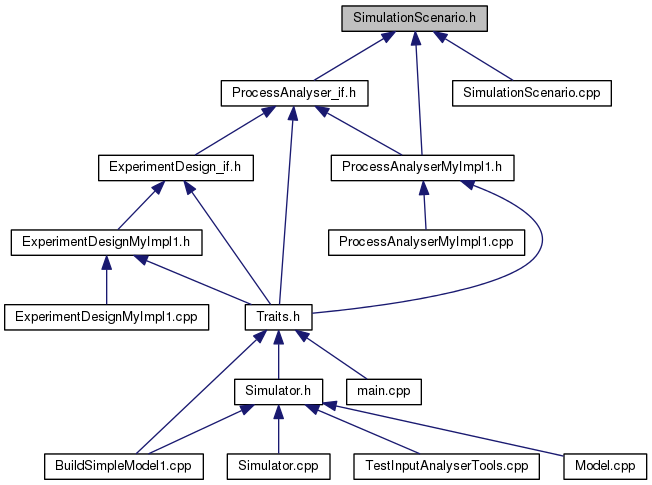 SimulationScenario.h
ProcessAnalyser_if.h
SimulationScenario.cpp
ExperimentDesign_if.h
ProcessAnalyserMyImpl1.h
ExperimentDesignMyImpl1.h
ProcessAnalyserMyImpl1.cpp
ExperimentDesignMyImpl1.cpp
Traits.h
Simulator.h
main.cpp
BuildSimpleModel1.cpp
Simulator.cpp
TestInputAnalyserTools.cpp
Model.cpp